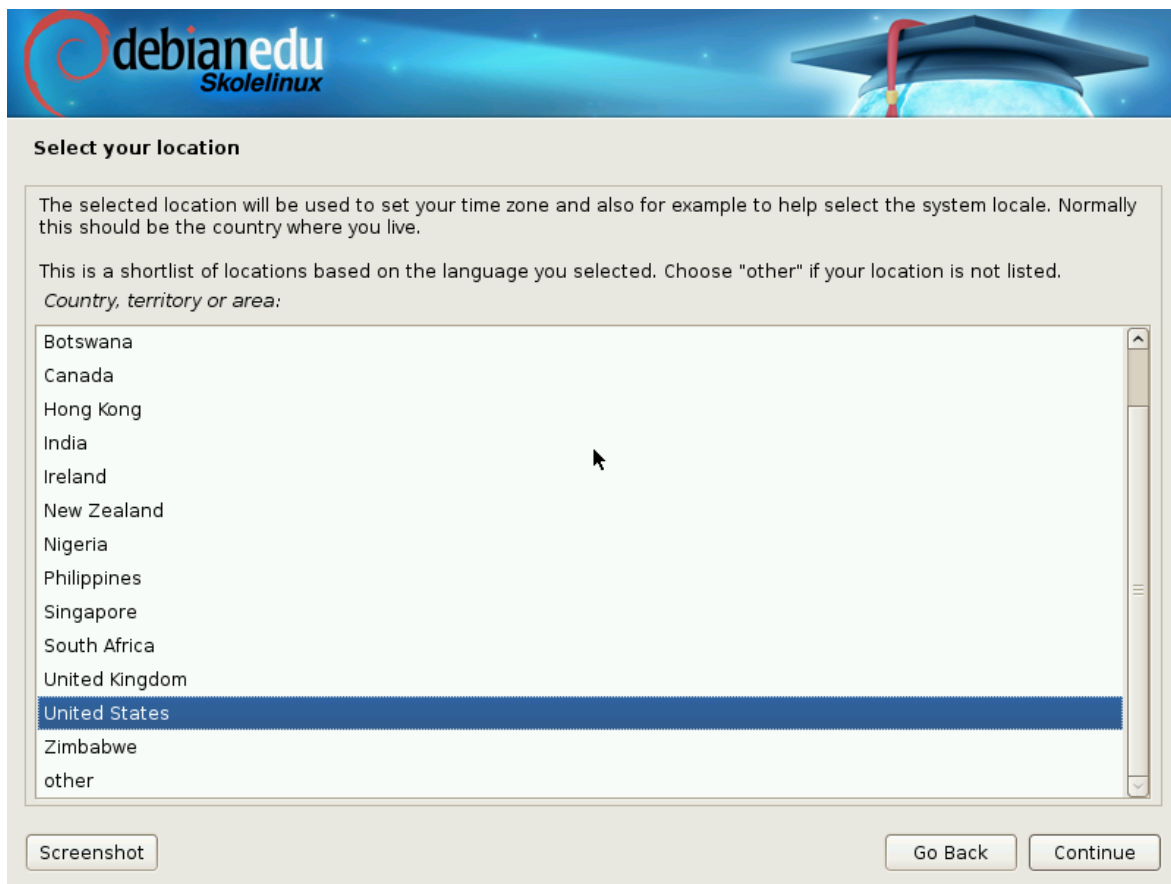 debianedu
Skolelinux
Select your location
The selected location will be used to set your time zone and also for example to help select the system locale. Normally
this should be the country where you live.
This is a shortlist of locations based on the language you selected. Choose "other" if your location is not listed.
Country, territory or area:
Botswana
Canada
Hong Kong
India
Ireland
New Zealand
Nigeria
Philippines
Singapore
South Africa
United Kingdom
United States
Zimbabwe
other
Screenshot
Go Back
Continue